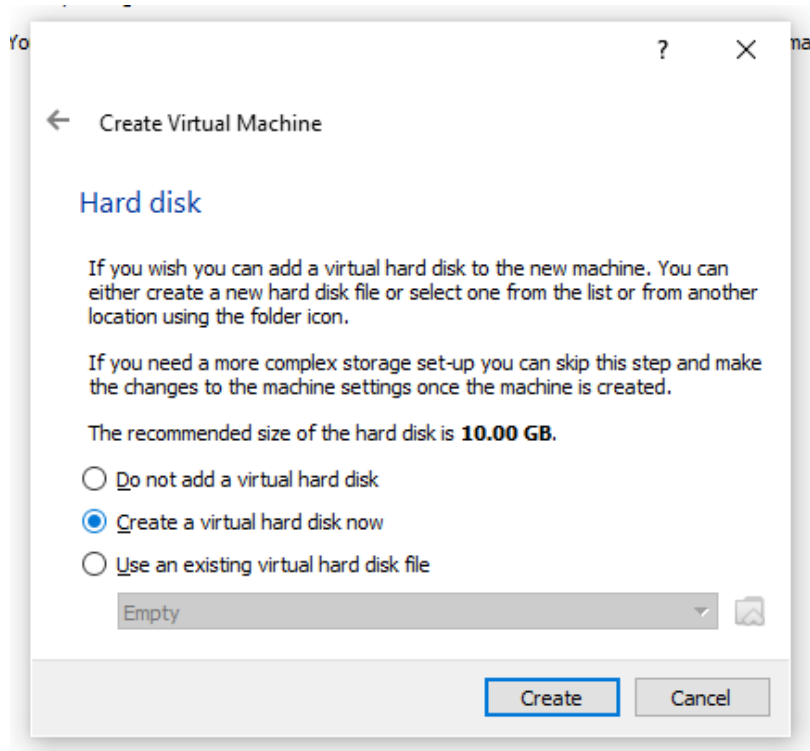 Yo
?
ma
Create Virtual Machine
Hard disk
If you wish you can add a virtual hard disk to the new machine. You can
either create a new hard disk file or select one from the list or from another
location using the folder icon.
If you need a more complex storage set-up you can skip this step and make
the changes to the machine settings once the machine is created.
The recommended size of the hard disk is 10.00 GB.
Do not add a virtual hard disk
Create a virtual hard disk now
Use an existing virtual hard disk file
Empty
Create Cancel